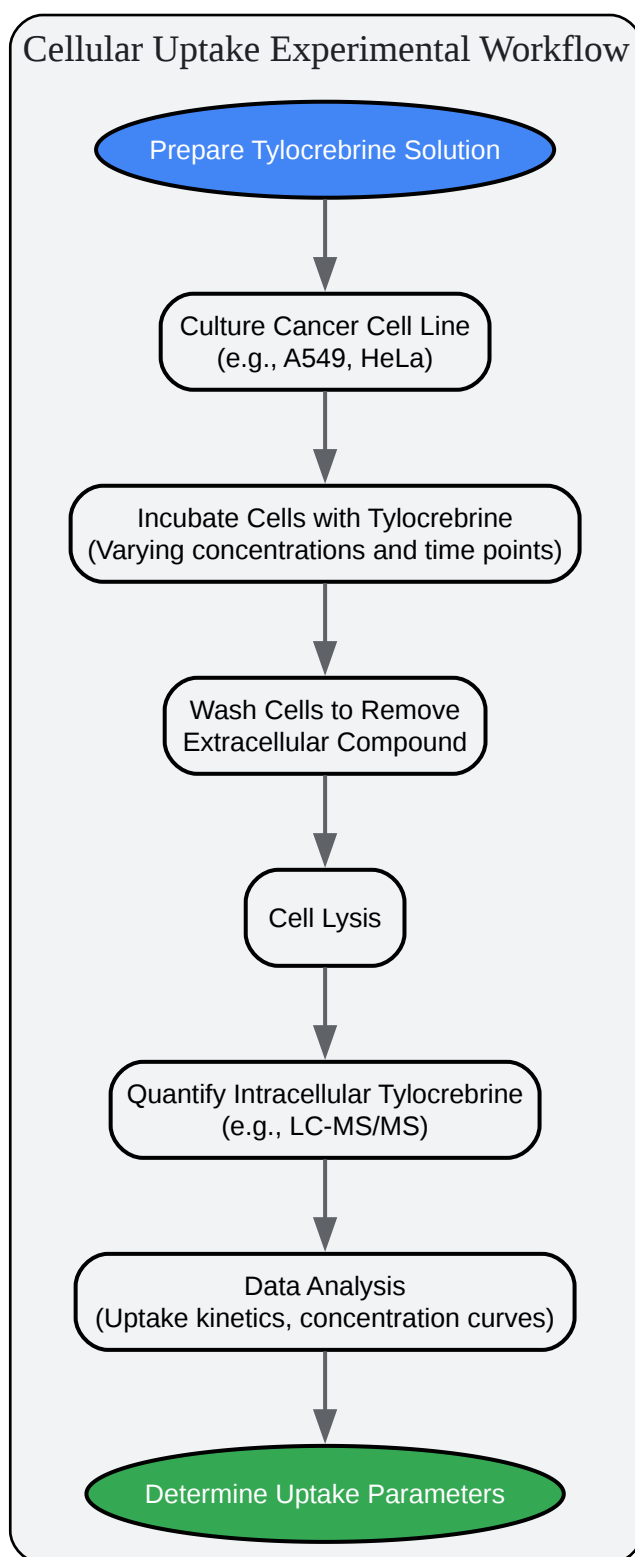 Cellular Uptake Experimental Workflow
Prepare Tylocrebrine Solution
Culture Cancer Cell Line
(e.g., A549, HeLa)
Incubate Cells with Tylocrebrine
(Varying concentrations and time points)
Wash Cells to Remove
Extracellular Compound
Cell Lysis
Quantify Intracellular Tylocrebrine
(e.g., LC-MS/MS)
Data Analysis
(Uptake kinetics, concentration curves)
Determine Uptake Parameters